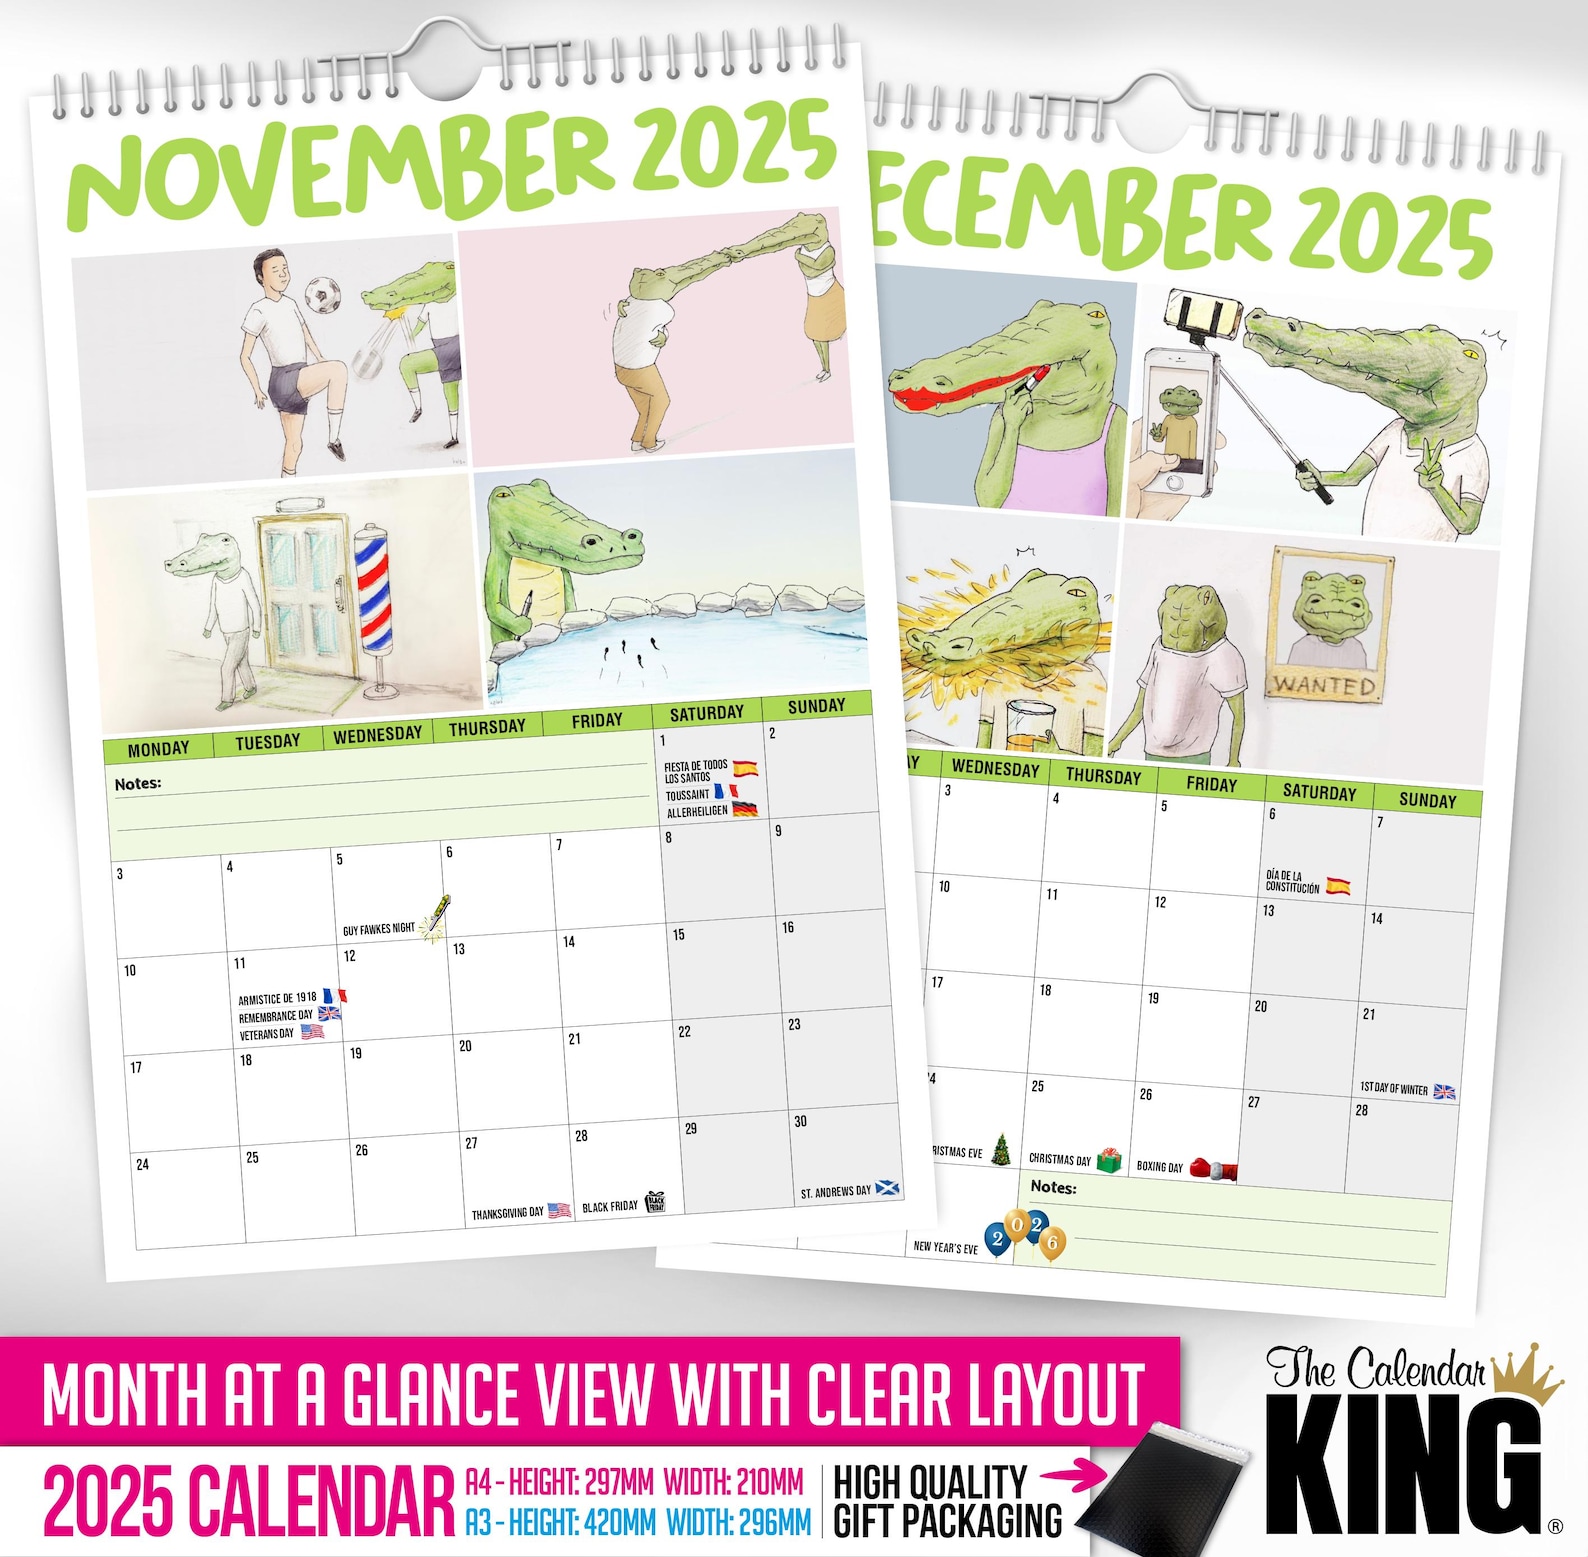 NOVEMBER 2025
MONDAY TUESDAY WEDNESDAY THURSDAY FRIDAY SATURDAY SUNDAY
Notes:
1
FIESTA DE TODOS
LOS SANTOS
TOUSSAINT
ALLERHEILIGEN
2
3 4 5 6 7 8 9
GUY FAWKES NIGHT
10 11 12 13 14 15 16
ARMISTICE DE 1918
REMEMBRANCE DAY
VETERANS DAY
17 18 19 20 21 22 23
24 25 26 27 28 29 30
THANKSGIVING DAY
BLACK FRIDAY
BLACK
FRIDAY
ST. ANDREWS DAY
ECEMBER 2025
WANTED
AY WEDNESDAY THURSDAY FRIDAY SATURDAY SUNDAY
3 4 5 6 7
DÍA DE LA
CONSTITUCIÓN
10 11 12 13 14
17 18 19 20 21
1ST DAY OF WINTER
4 25 26 27 28
RISTMAS EVE
CHRISTMAS DAY
BOXING DAY
Notes:
NEW YEAR'S EVE
2026
MONTH AT A GLANCE VIEW WITH CLEAR LAYOUT
2025 CALENDAR
A4 - HEIGHT: 297MM WIDTH: 210MM
A3 - HEIGHT: 420MM WIDTH: 296MM
HIGH QUALITY
GIFT PACKAGING
The Calendar
KING
®